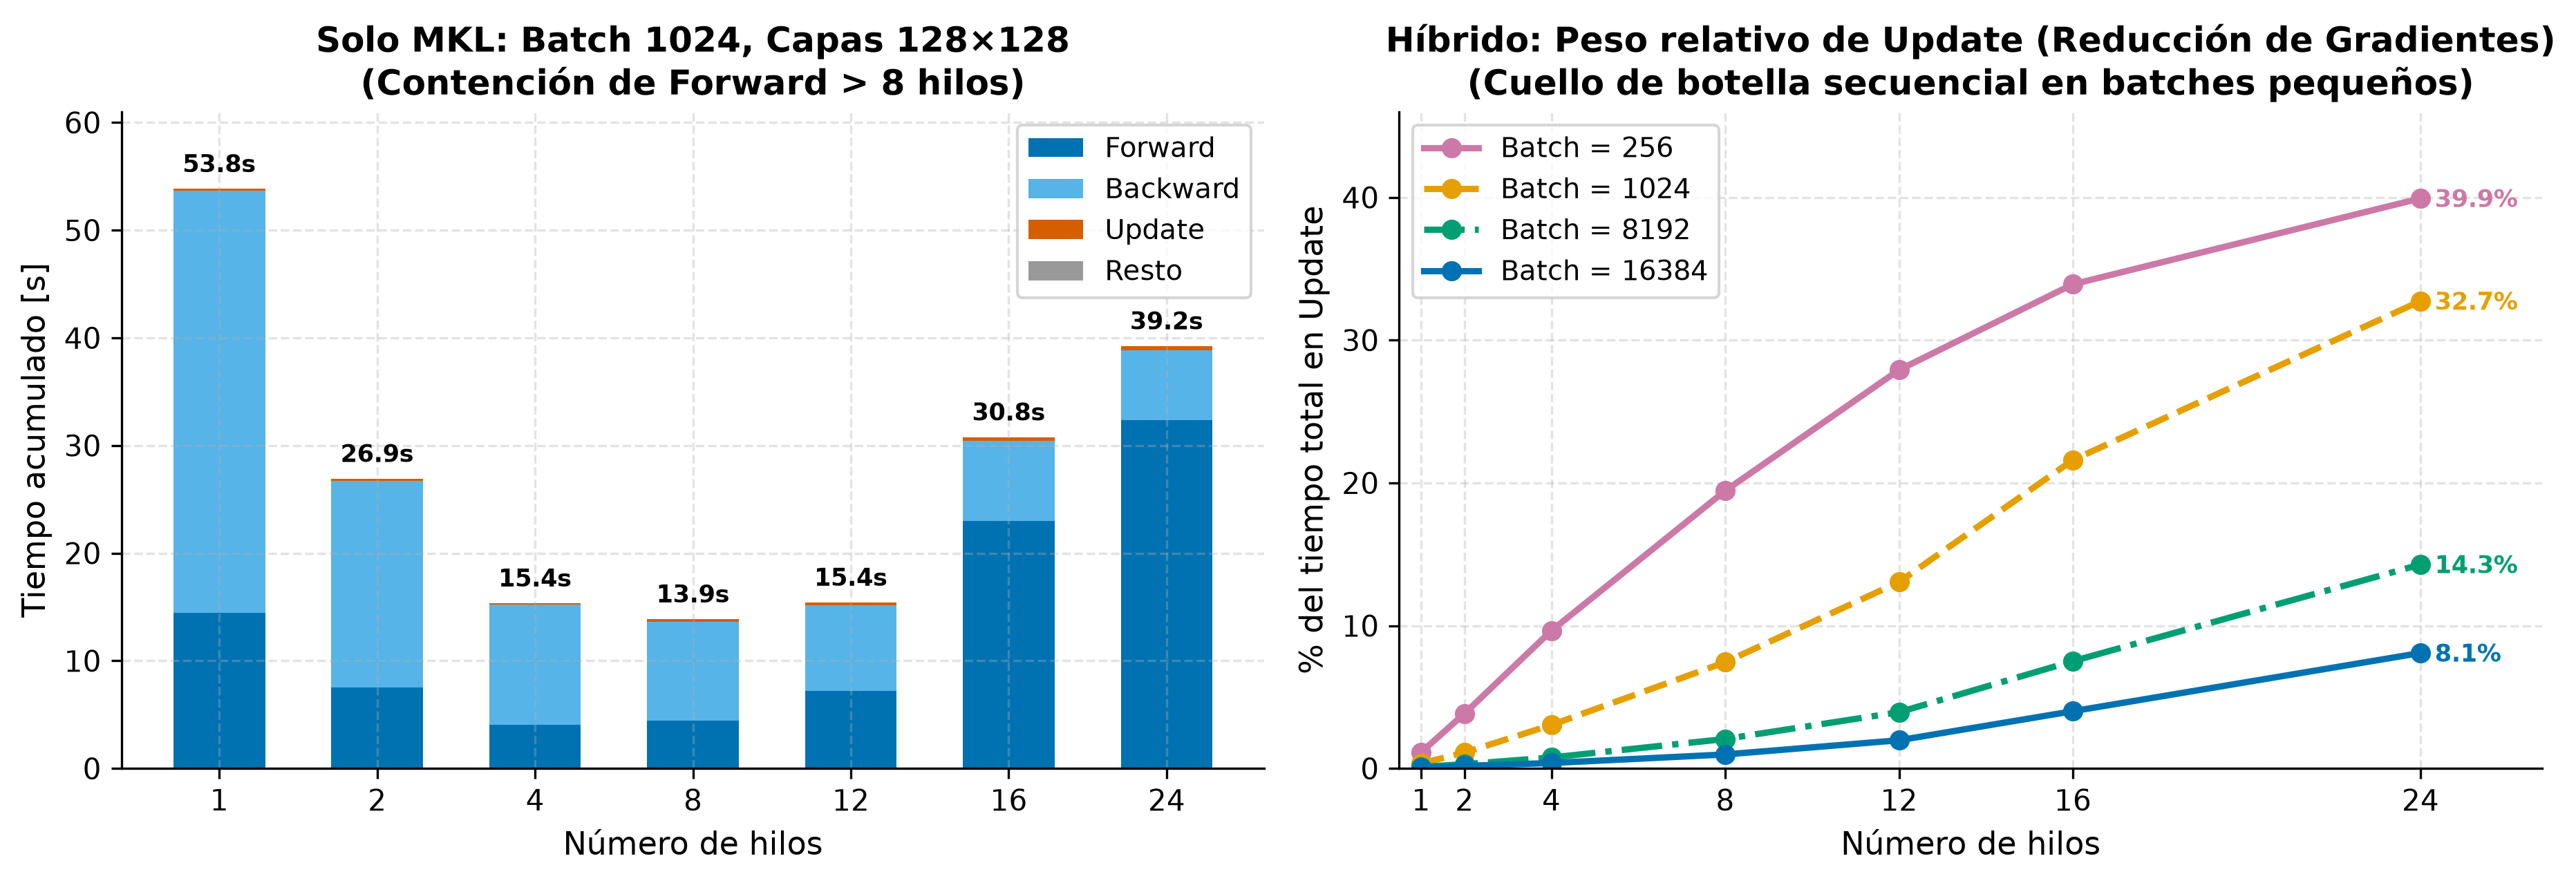 Solo MKL: Batch 1024, Capas 128×128
(Contención de Forward > 8 hilos)
Tiempo acumulado [s]
60
50
40
30
20
10
0
53.8s
26.9s
15.4s
13.9s
15.4s
30.8s
39.2s
Forward
Backward
Update
Resto
1 2 4 8 12 16 24
Número de hilos
Híbrido: Peso relativo de Update (Reducción de Gradientes)
(Cuello de botella secuencial en batches pequeños)
% del tiempo total en Update
40
30
20
10
0
Batch = 256
Batch = 1024
Batch = 8192
Batch = 16384
39.9%
32.7%
14.3%
8.1%
1 2 4 8 12 16 24
Número de hilos